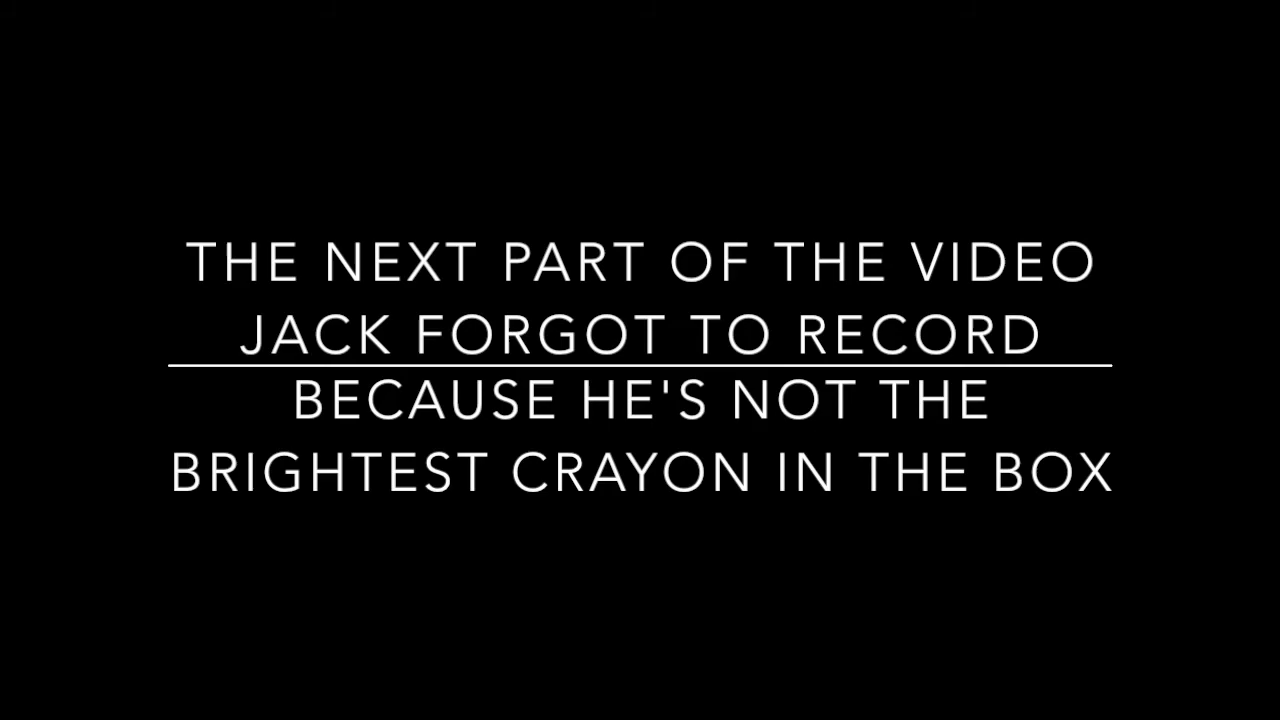 THE NEXT PART OF THE VIDEO
JACK FORGOT TO RECORD
BECAUSE HE'S NOT THE
BRIGHTEST CRAYON IN THE BOX